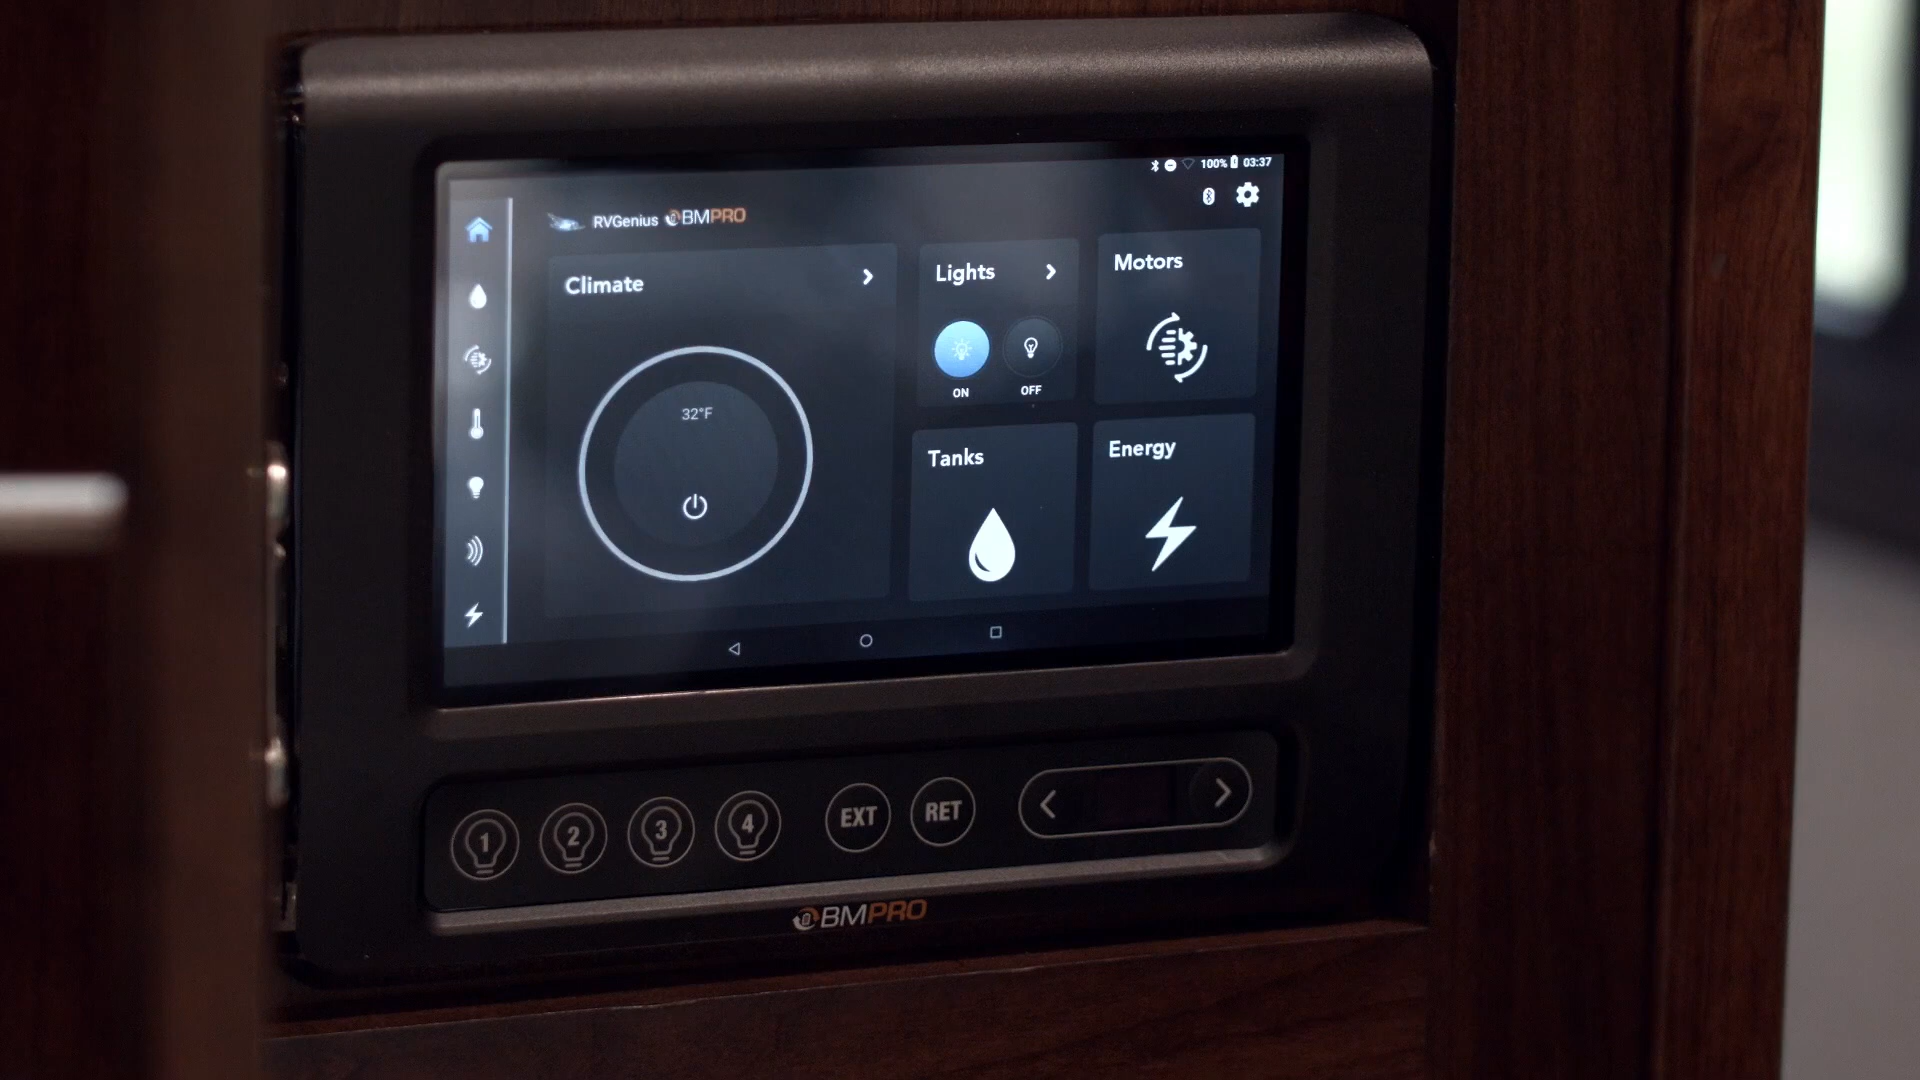 100% 03:37
RVGenius BMPRO
Climate
Lights
Motors
32°F
ON
OFF
Tanks
Energy
1
2
3
4
EXT
RET
BMPRO